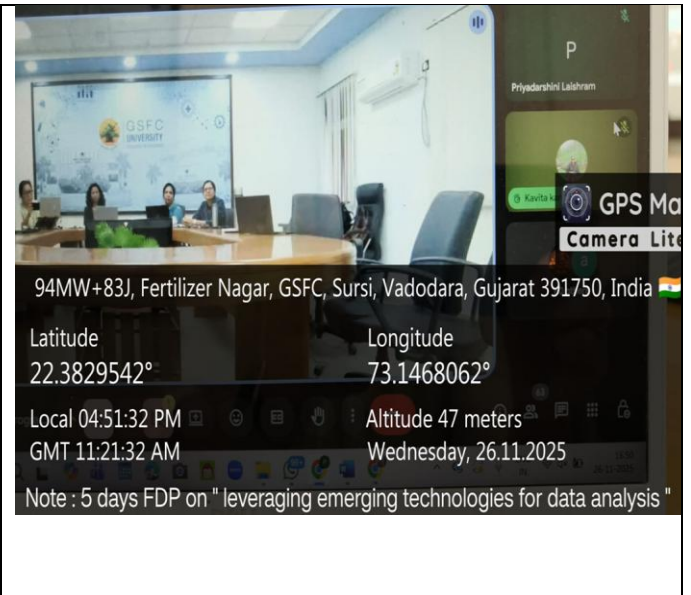 GSFC
UNIVERSITY
P
Priyadarshini Laishram
Kavita
GPS Ma
Camera Lite
94MW+83J, Fertilizer Nagar, GSFC, Sursi, Vadodara, Gujarat 391750, India
Latitude
22.3829542°
Longitude
73.1468062°
Local 04:51:32 PM
GMT 11:21:32 AM
Altitude 47 meters
Wednesday, 26.11.2025
Note : 5 days FDP on " leveraging emerging technologies for data analysis "